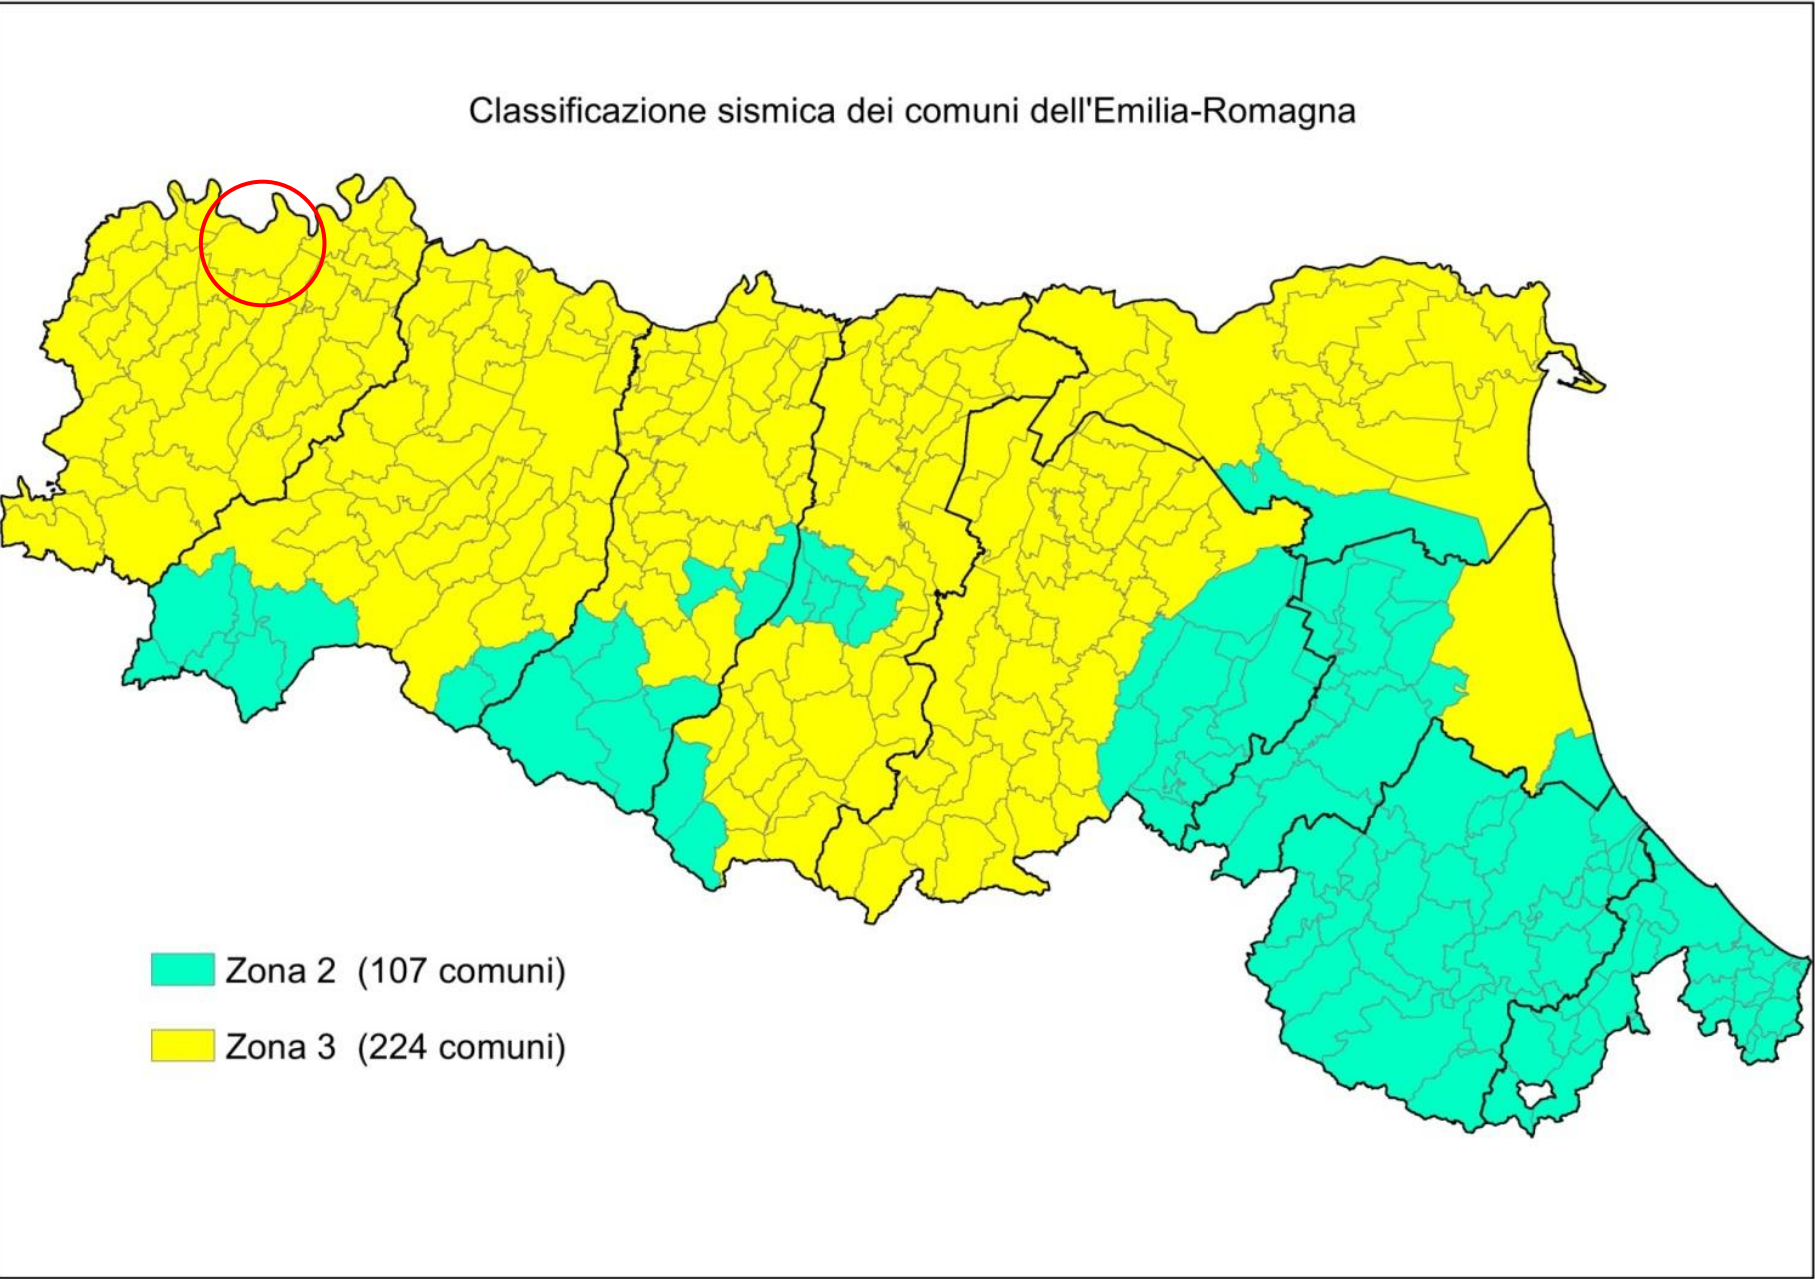 Classificazione sismica dei comuni dell'Emilia-Romagna
Zona 2 (107 comuni)
Zona 3 (224 comuni)